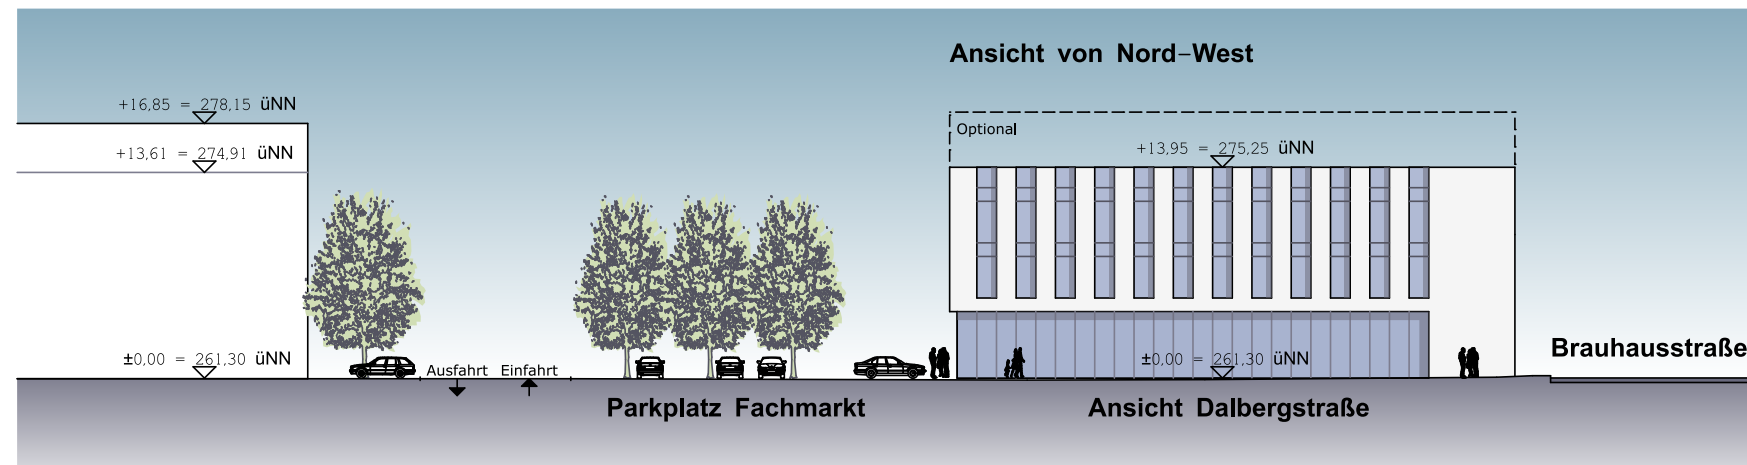 Ansicht von Nord-West
+16,85 = 278,15 üNN
Optional
+13,61 = 274,91 üNN
+13,95 = 275,25 üNN
±0,00 = 261,30 üNN
±0,00 = 261,30 üNN
Brauhausstraße
Ausfahrt Einfahrt
Parkplatz Fachmarkt
Ansicht Dalbergstraße